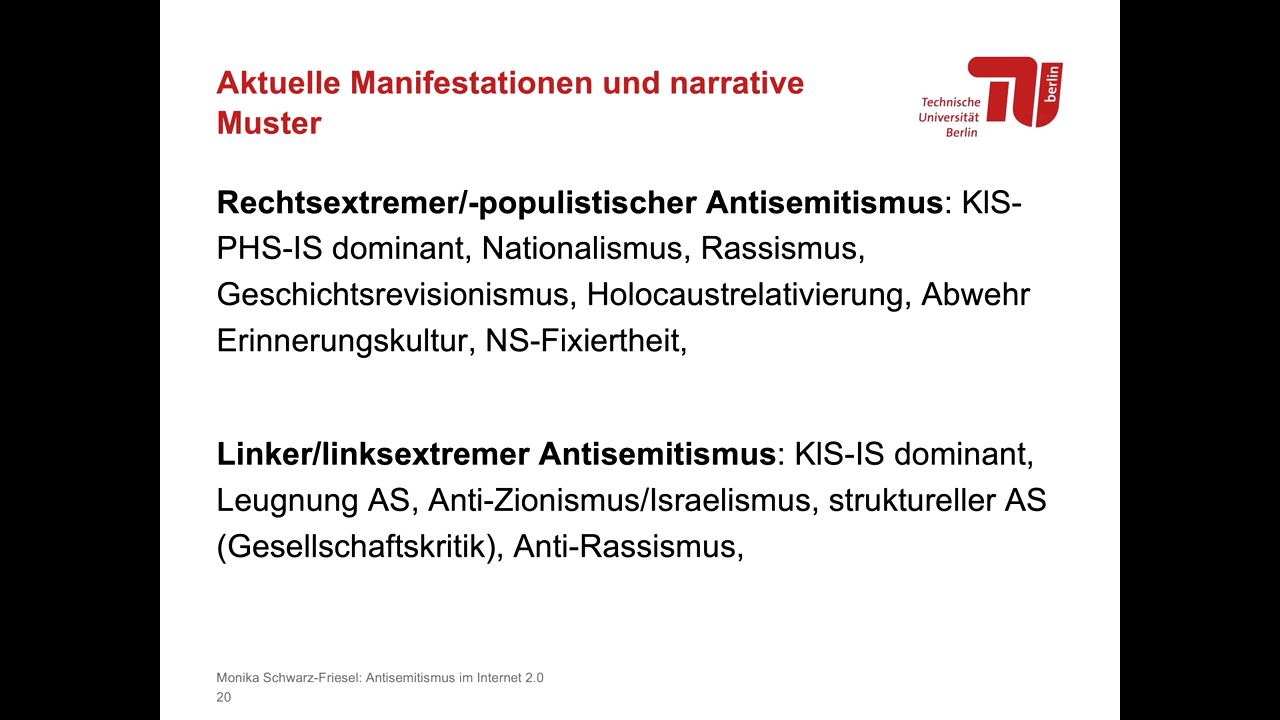 Aktuelle Manifestationen und narrative
Muster
Technische
Universität
Berlin
berlin
Rechtsextremer/-populistischer Antisemitismus: KlS-
PHS-IS dominant, Nationalismus, Rassismus,
Geschichtsrevisionismus, Holocaustrelativierung, Abwehr
Erinnerungskultur, NS-Fixiertheit,
Linker/linksextremer Antisemitismus: KlS-IS dominant,
Leugnung AS, Anti-Zionismus/Israelismus, struktureller AS
(Gesellschaftskritik), Anti-Rassismus,
Monika Schwarz-Friesel: Antisemitismus im Internet 2.0
20